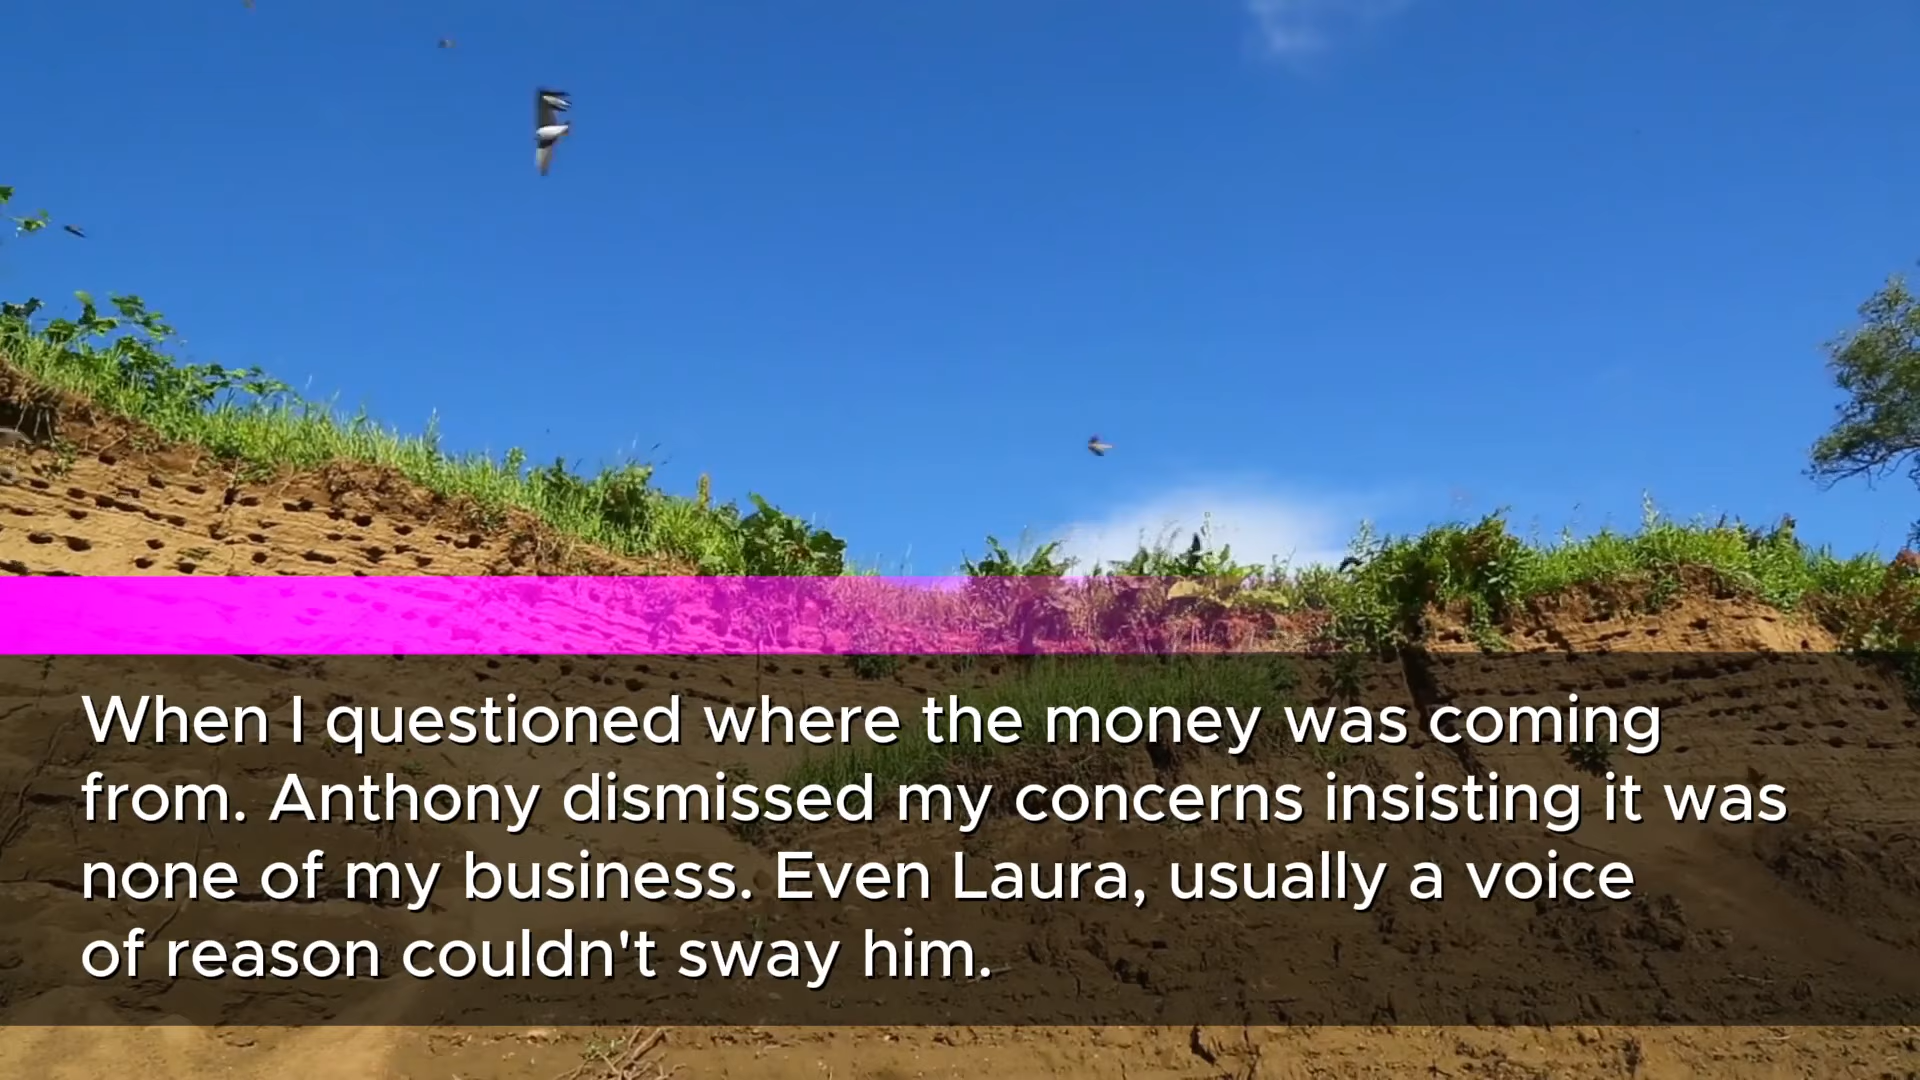 When I questioned where the money was coming
from. Anthony dismissed my concerns insisting it was
none of my business. Even Laura, usually a voice
of reason couldn't sway him.